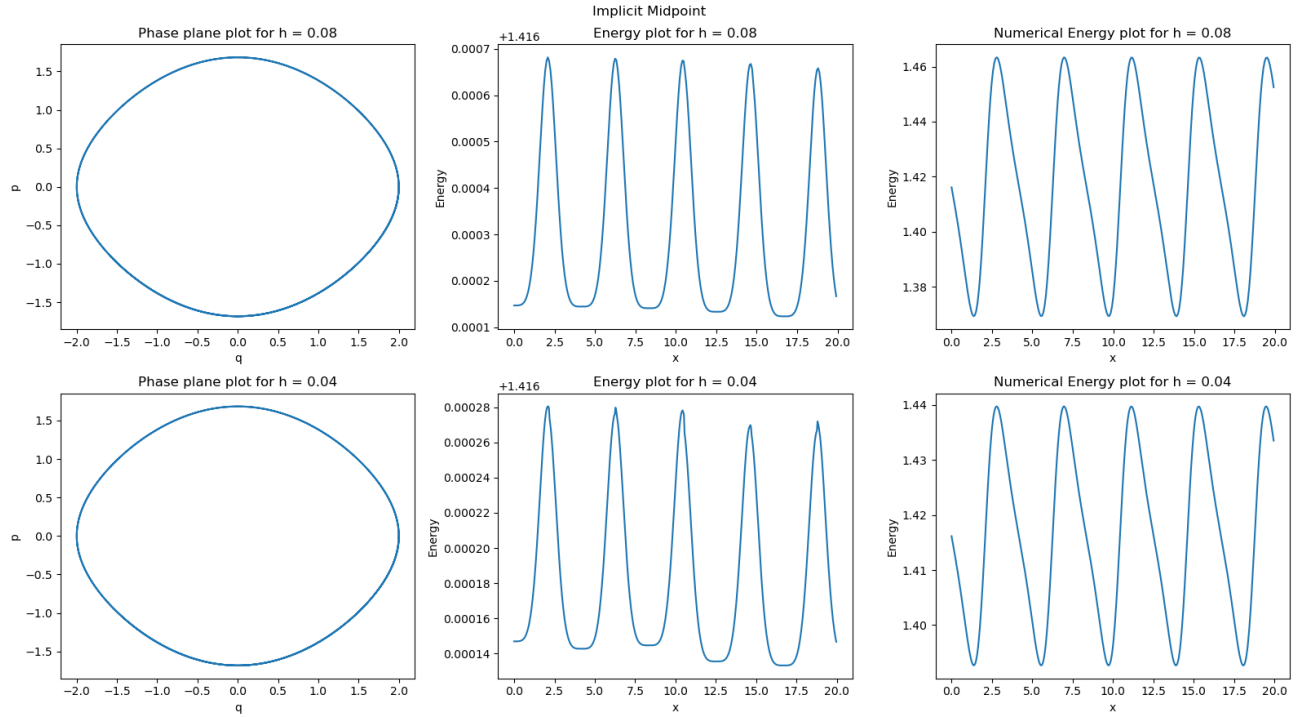 Implicit Midpoint
Phase plane plot for h = 0.08
p
1.5
1.0
0.5
0.0
−0.5
−1.0
−1.5
−2.0 −1.5 −1.0 −0.5 0.0 0.5 1.0 1.5 2.0
q
Energy plot for h = 0.08
+1.416
Energy
0.0007
0.0006
0.0005
0.0004
0.0003
0.0002
0.0001
0.0 2.5 5.0 7.5 10.0 12.5 15.0 17.5 20.0
x
Numerical Energy plot for h = 0.08
Energy
1.46
1.44
1.42
1.40
1.38
0.0 2.5 5.0 7.5 10.0 12.5 15.0 17.5 20.0
x
Phase plane plot for h = 0.04
p
1.5
1.0
0.5
0.0
−0.5
−1.0
−1.5
−2.0 −1.5 −1.0 −0.5 0.0 0.5 1.0 1.5 2.0
q
Energy plot for h = 0.04
+1.416
Energy
0.00028
0.00026
0.00024
0.00022
0.00020
0.00018
0.00016
0.00014
0.0 2.5 5.0 7.5 10.0 12.5 15.0 17.5 20.0
x
Numerical Energy plot for h = 0.04
Energy
1.44
1.43
1.42
1.41
1.40
0.0 2.5 5.0 7.5 10.0 12.5 15.0 17.5 20.0
x